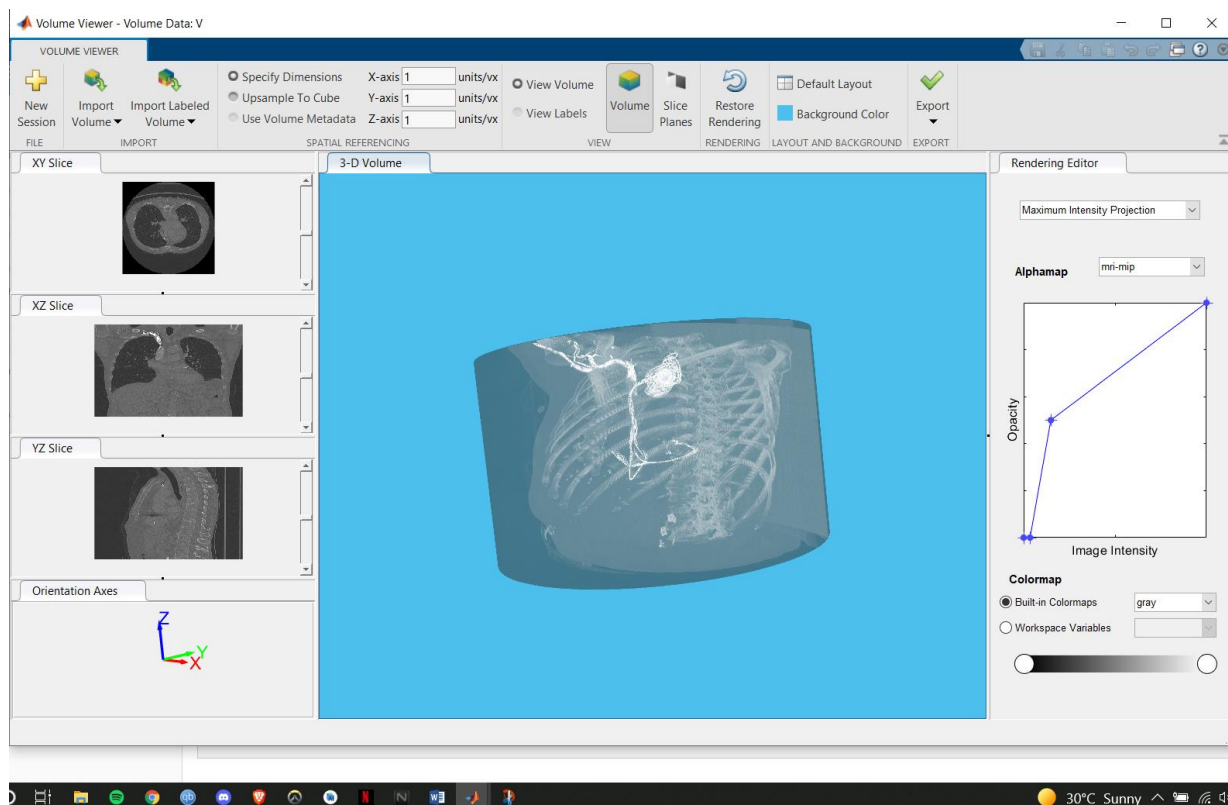 Volume Viewer - Volume Data: V
VOLUME VIEWER
New Session
Import Volume
Import Labeled Volume
Specify Dimensions
Upsample To Cube
Use Volume Metadata
X-axis 1 units/vx
Y-axis 1 units/vx
Z-axis 1 units/vx
View Volume
View Labels
Volume
Slice Planes
Restore Rendering
Default Layout
Background Color
Export
FILE
IMPORT
SPATIAL REFERENCING
VIEW
RENDERING
LAYOUT AND BACKGROUND
EXPORT
XY Slice
3-D Volume
Rendering Editor
Maximum Intensity Projection
Alphamap mri-mip
Opacity
Image Intensity
XZ Slice
YZ Slice
Colormap
Built-in Colormaps gray
Workspace Variables
Orientation Axes
Z
Y
X
30°C Sunny